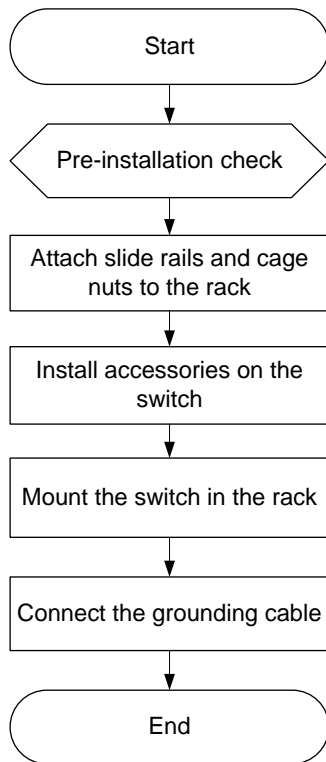 Start
Pre-installation check
Attach slide rails and cage
nuts to the rack
Install accessories on the
switch
Mount the switch in the rack
Connect the grounding cable
End